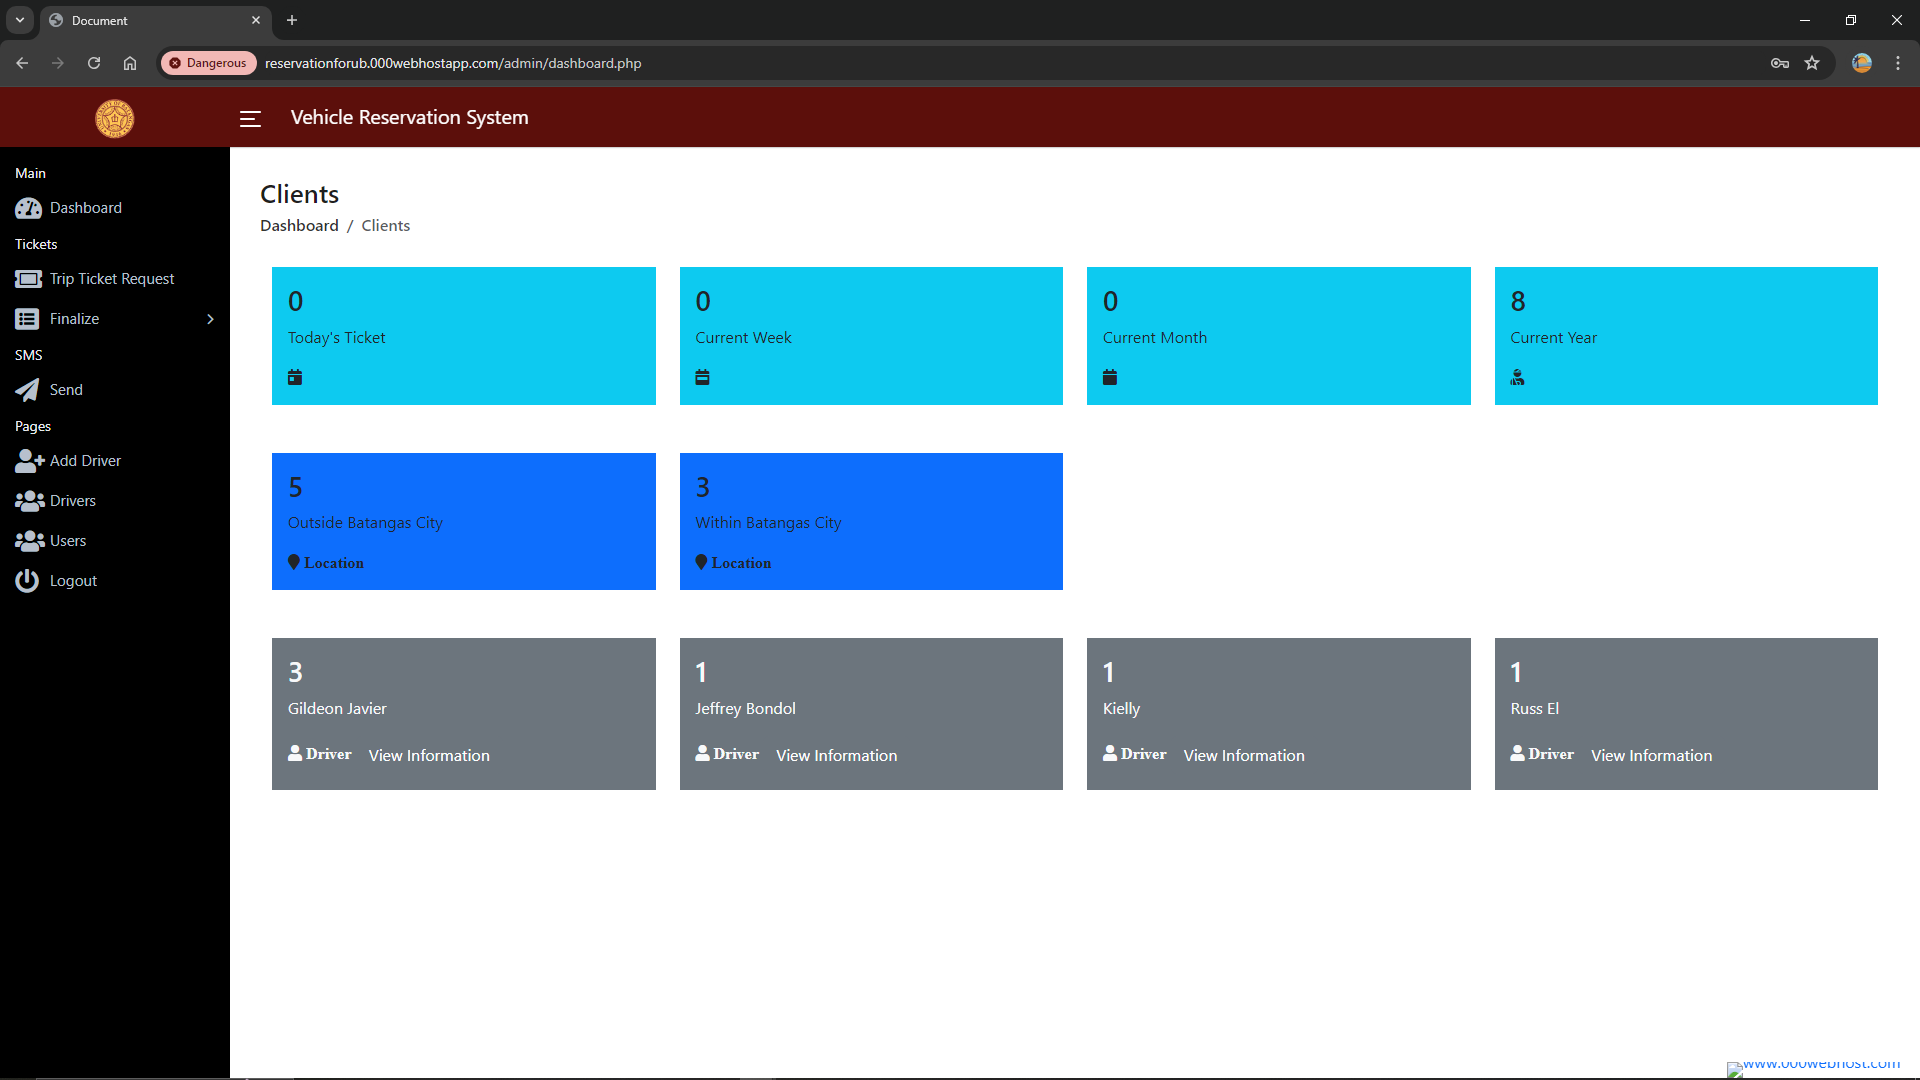 Document
Dangerous
reservationforub.000webhostapp.com/admin/dashboard.php
Vehicle Reservation System
Main
Dashboard
Tickets
Trip Ticket Request
Finalize
SMS
Send
Pages
Add Driver
Drivers
Users
Logout
Clients
Dashboard / Clients
0
Today's Ticket
0
Current Week
0
Current Month
8
Current Year
5
Outside Batangas City
Location
3
Within Batangas City
Location
3
Gildeon Javier
Driver View Information
1
Jeffrey Bondol
Driver View Information
1
Kielly
Driver View Information
1
Russ El
Driver View Information
www.000webhost.com